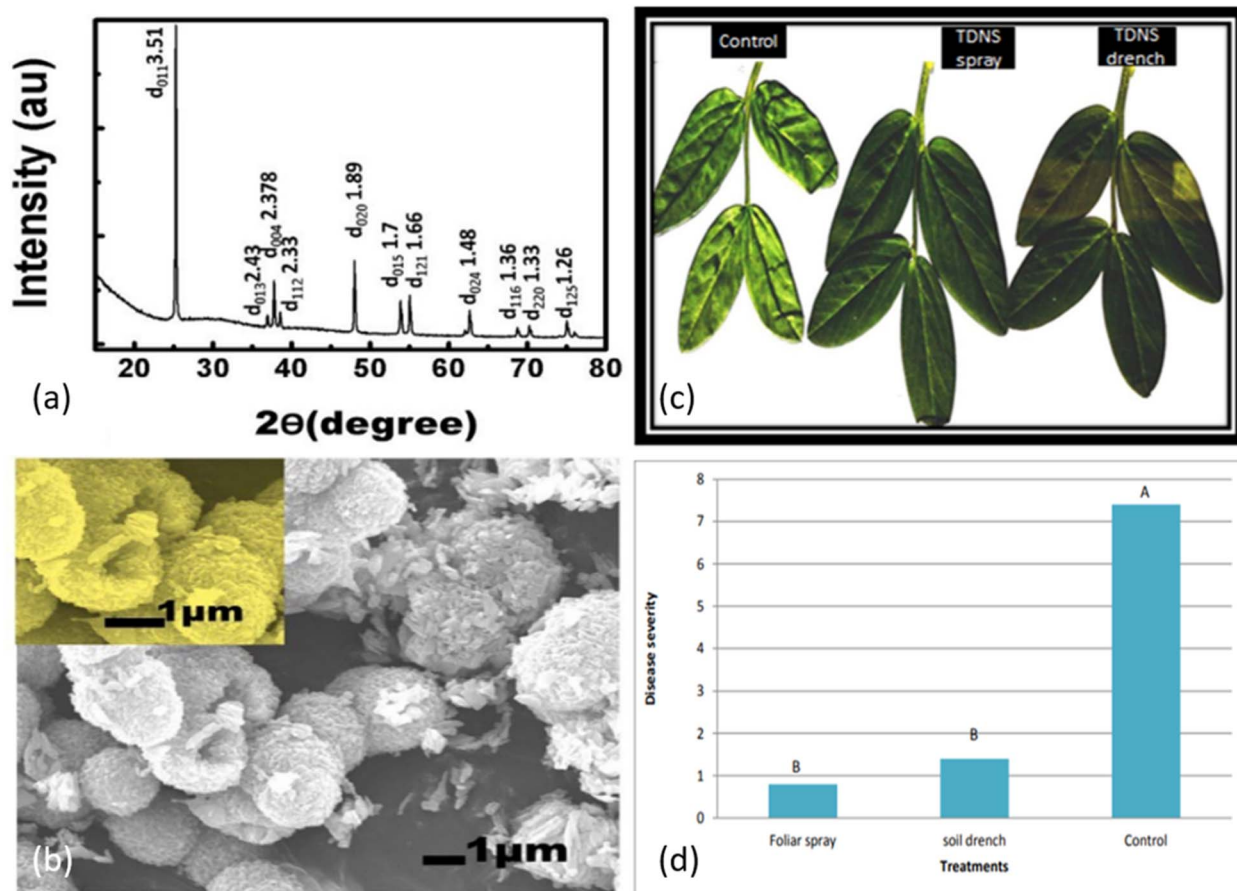 Intensity (au)
d011 3.51
d013 2.43
d004 2.378
d112 2.33
d020 1.89
d015 1.7
d121 1.66
d024 1.48
d116 1.36
d220 1.33
d125 1.26
20 30 40 50 60 70 80
2Θ(degree)
(a)
Control
TDNS
spray
TDNS
drench
(c)
1µm
1µm
(b)
8
7
6
5
4
3
2
1
0
Disease severity
B
B
A
Foliar spray soil drench Control
Treatments
(d)